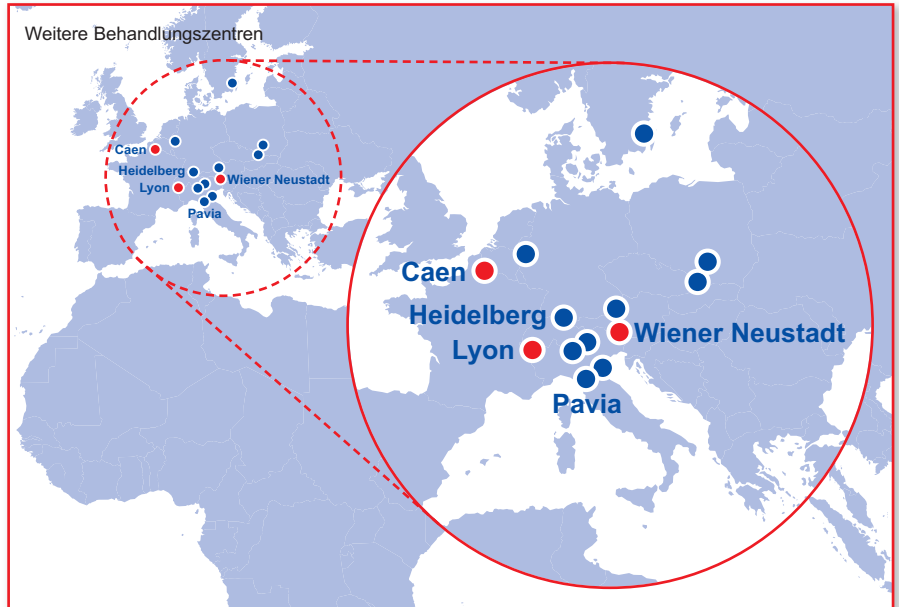 Weitere Behandlungszentren
Caen
Heidelberg
Lyon
Wiener Neustadt
Pavia
Caen
Heidelberg
Lyon
Wiener Neustadt
Pavia